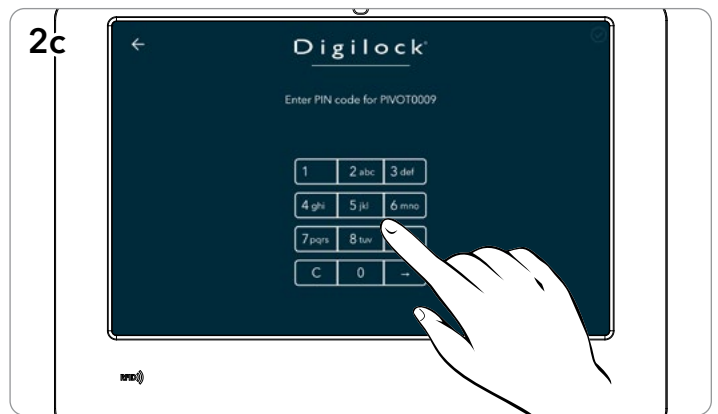 2c
←
Digilock
Enter PIN code for PIVOT0009
1 2 abc 3 def
4 ghi 5 jkl 6 mno
7 pqrs 8 tuv
C 0 →
RFID